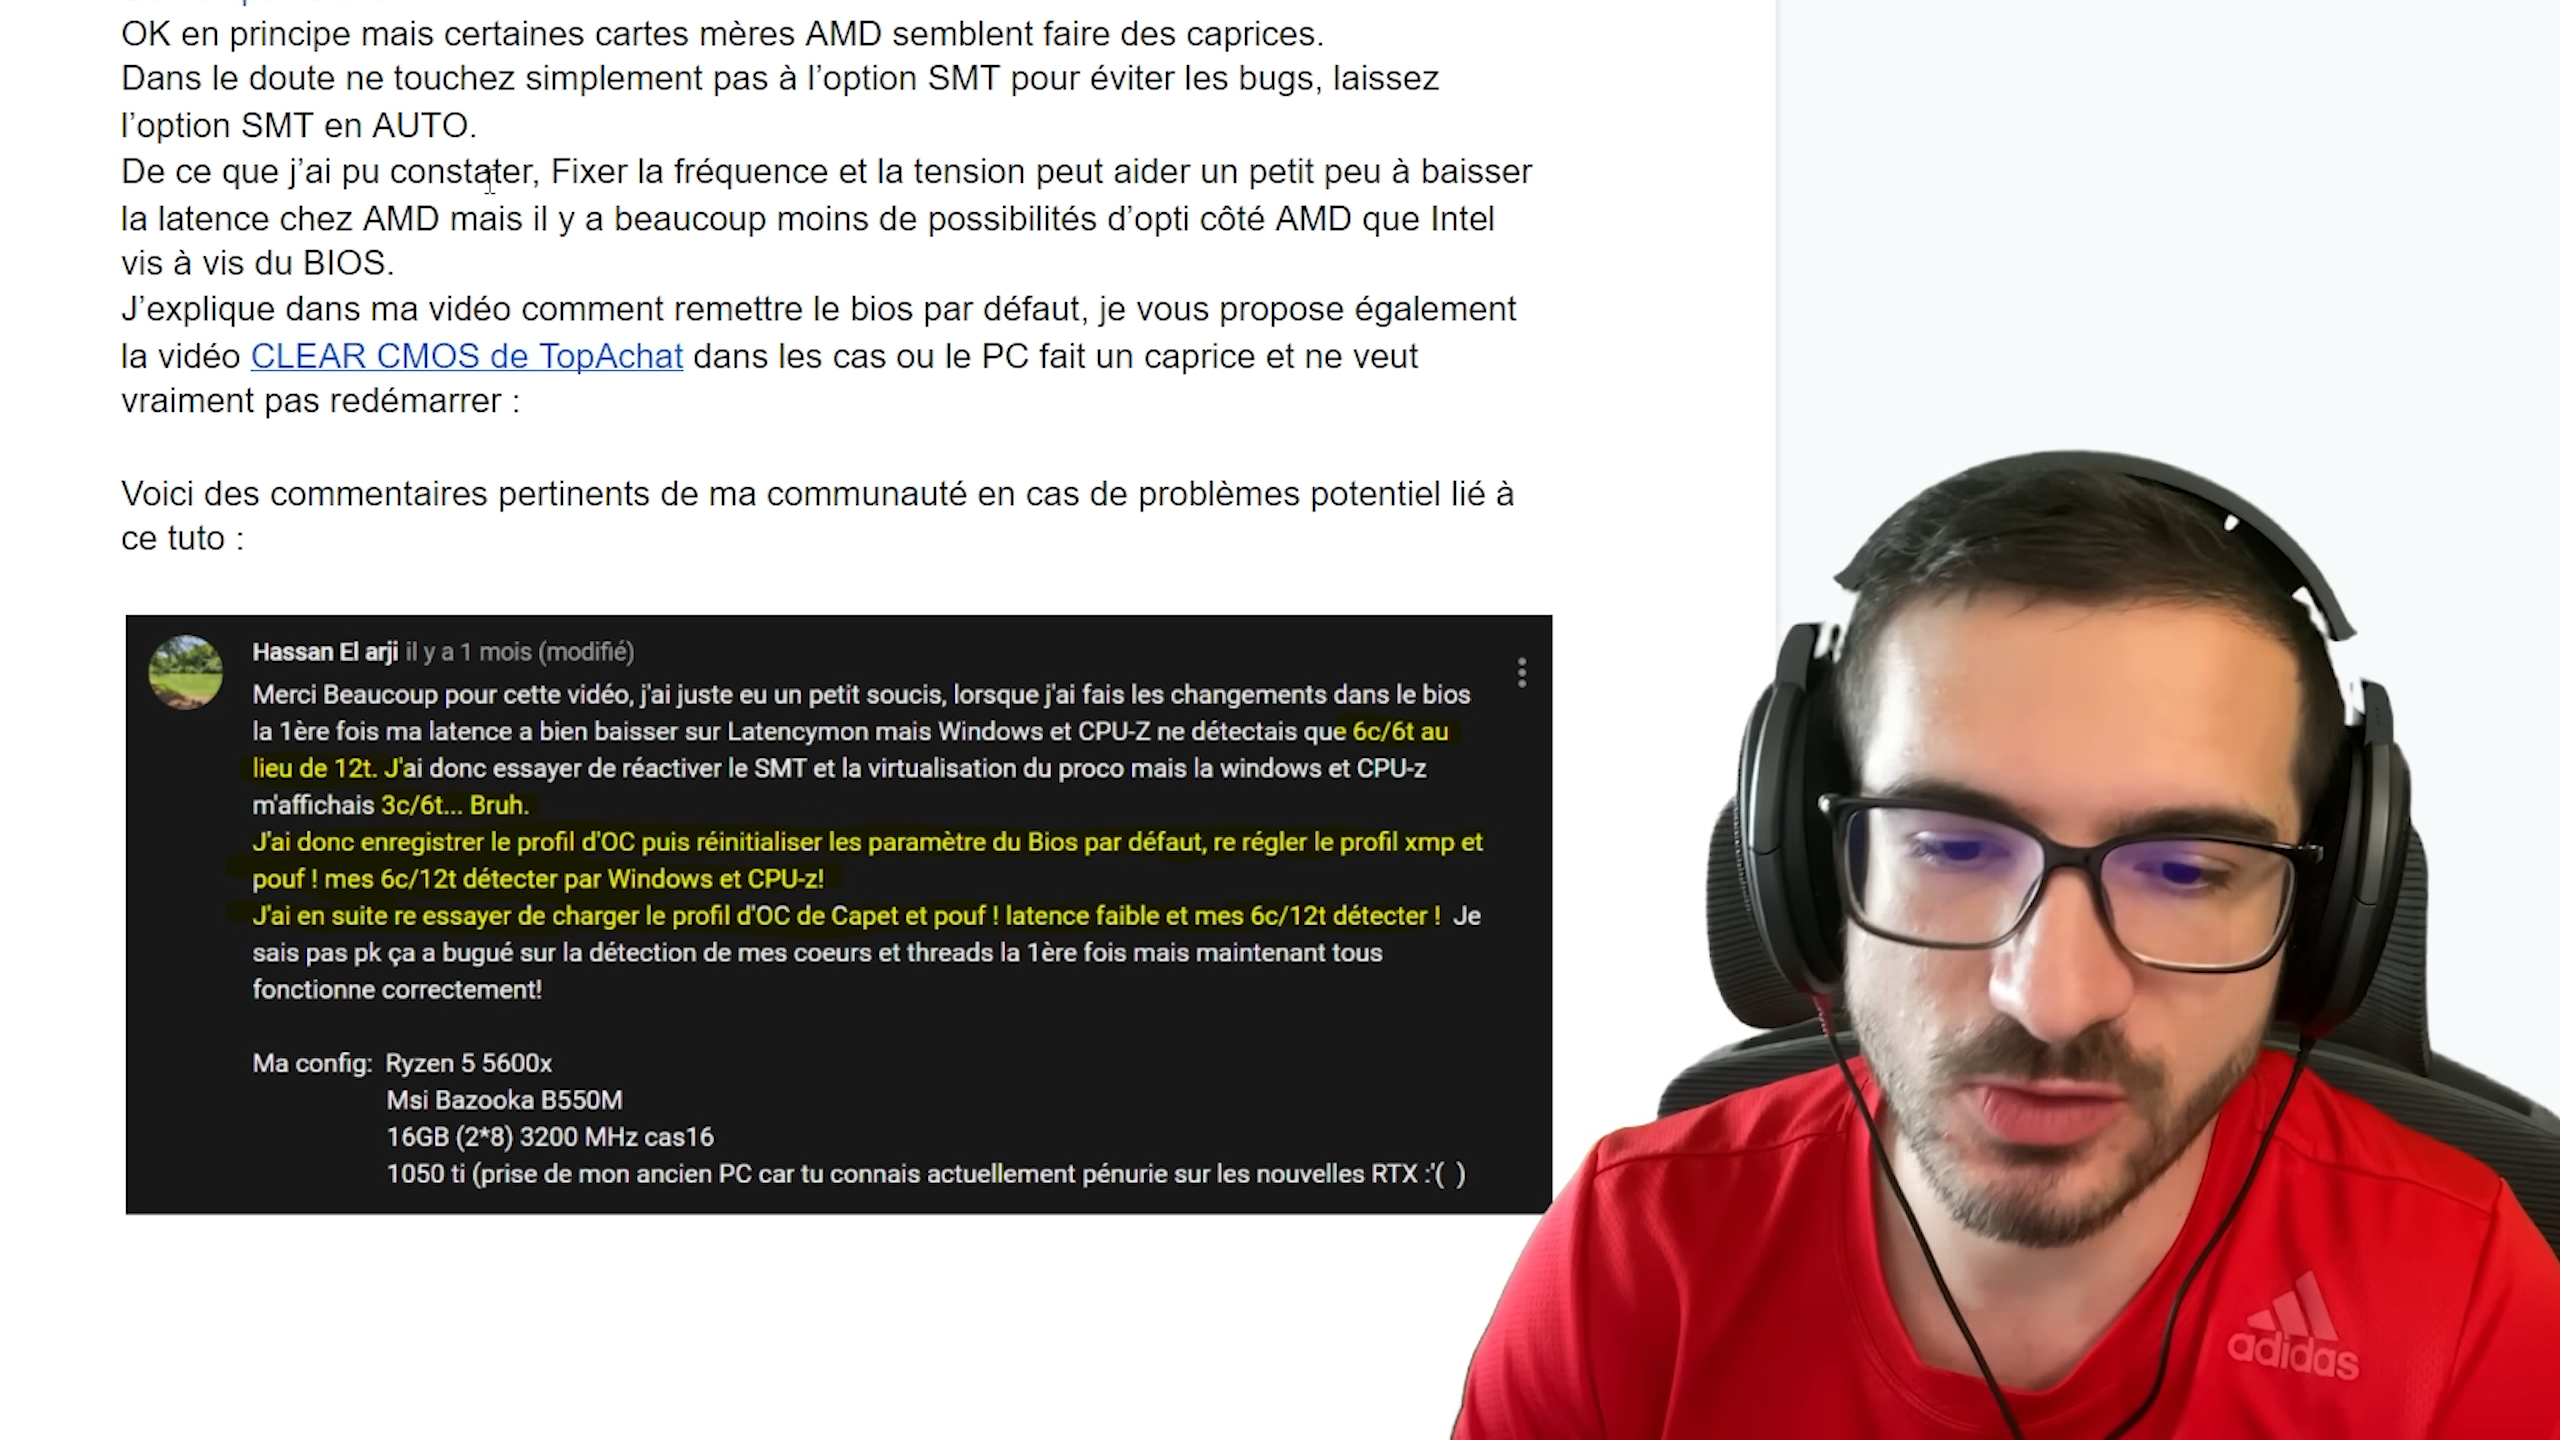 OK en principe mais certaines cartes mères AMD semblent faire des caprices.
Dans le doute ne touchez simplement pas à l’option SMT pour éviter les bugs, laissez
l’option SMT en AUTO.
De ce que j’ai pu constater, Fixer la fréquence et la tension peut aider un petit peu à baisser
la latence chez AMD mais il y a beaucoup moins de possibilités d’opti côté AMD que Intel
vis à vis du BIOS.
J’explique dans ma vidéo comment remettre le bios par défaut, je vous propose également
la vidéo CLEAR CMOS de TopAchat dans les cas ou le PC fait un caprice et ne veut
vraiment pas redémarrer :
Voici des commentaires pertinents de ma communauté en cas de problèmes potentiel lié à
ce tuto :
Hassan El arji il y a 1 mois (modifié)
Merci Beaucoup pour cette vidéo, j'ai juste eu un petit soucis, lorsque j'ai fais les changements dans le bios
la 1ère fois ma latence a bien baisser sur Latencymon mais Windows et CPU-Z ne détectais que 6c/6t au
lieu de 12t. J'ai donc essayer de réactiver le SMT et la virtualisation du proco mais la windows et CPU-z
m'affichais 3c/6t... Bruh.
J'ai donc enregistrer le profil d'OC puis réinitialiser les paramètre du Bios par défaut, re régler le profil xmp et
pouf ! mes 6c/12t détecter par Windows et CPU-z!
J'ai en suite re essayer de charger le profil d'OC de Capet et pouf ! latence faible et mes 6c/12t détecter ! Je
sais pas pk ça a bugué sur la détection de mes coeurs et threads la 1ère fois mais maintenant tous
fonctionne correctement!
Ma config: Ryzen 5 5600x
Msi Bazooka B550M
16GB (2*8) 3200 MHz cas16
1050 ti (prise de mon ancien PC car tu connais actuellement pénurie sur les nouvelles RTX :'( )
adidas